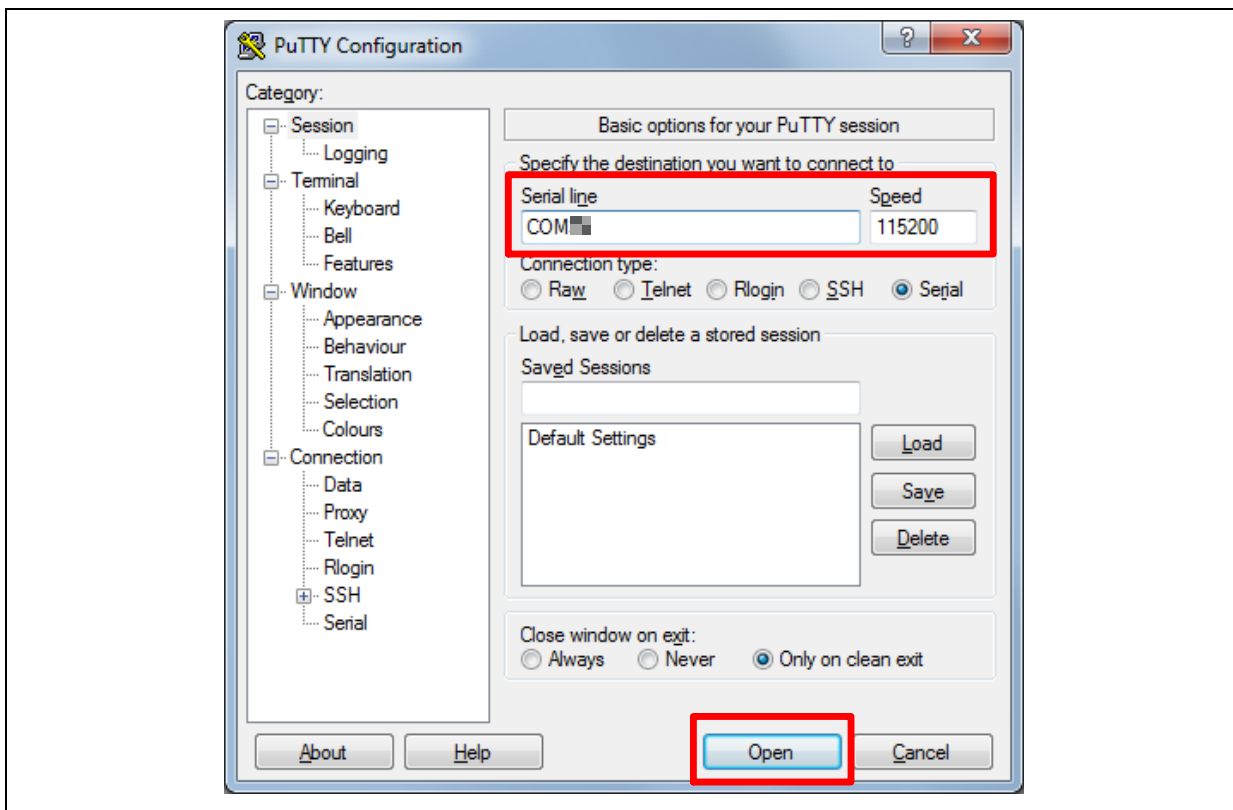 PuTTY Configuration
Category:
Session
Logging
Terminal
Keyboard
Bell
Features
Window
Appearance
Behaviour
Translation
Selection
Colours
Connection
Data
Proxy
Telnet
Rlogin
SSH
Serial
Basic options for your PuTTY session
Specify the destination you want to connect to
Serial line Speed
COM 115200
Connection type:
Raw Telnet Rlogin SSH Serial
Load, save or delete a stored session
Saved Sessions
Default Settings
Load
Save
Delete
Close window on exit:
Always Never Only on clean exit
About Help Open Cancel